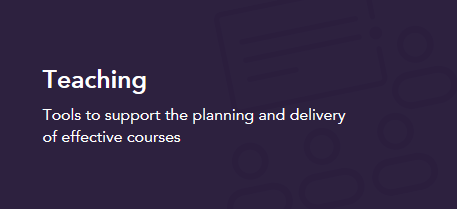 Teaching
Tools to support the planning and delivery
of effective courses